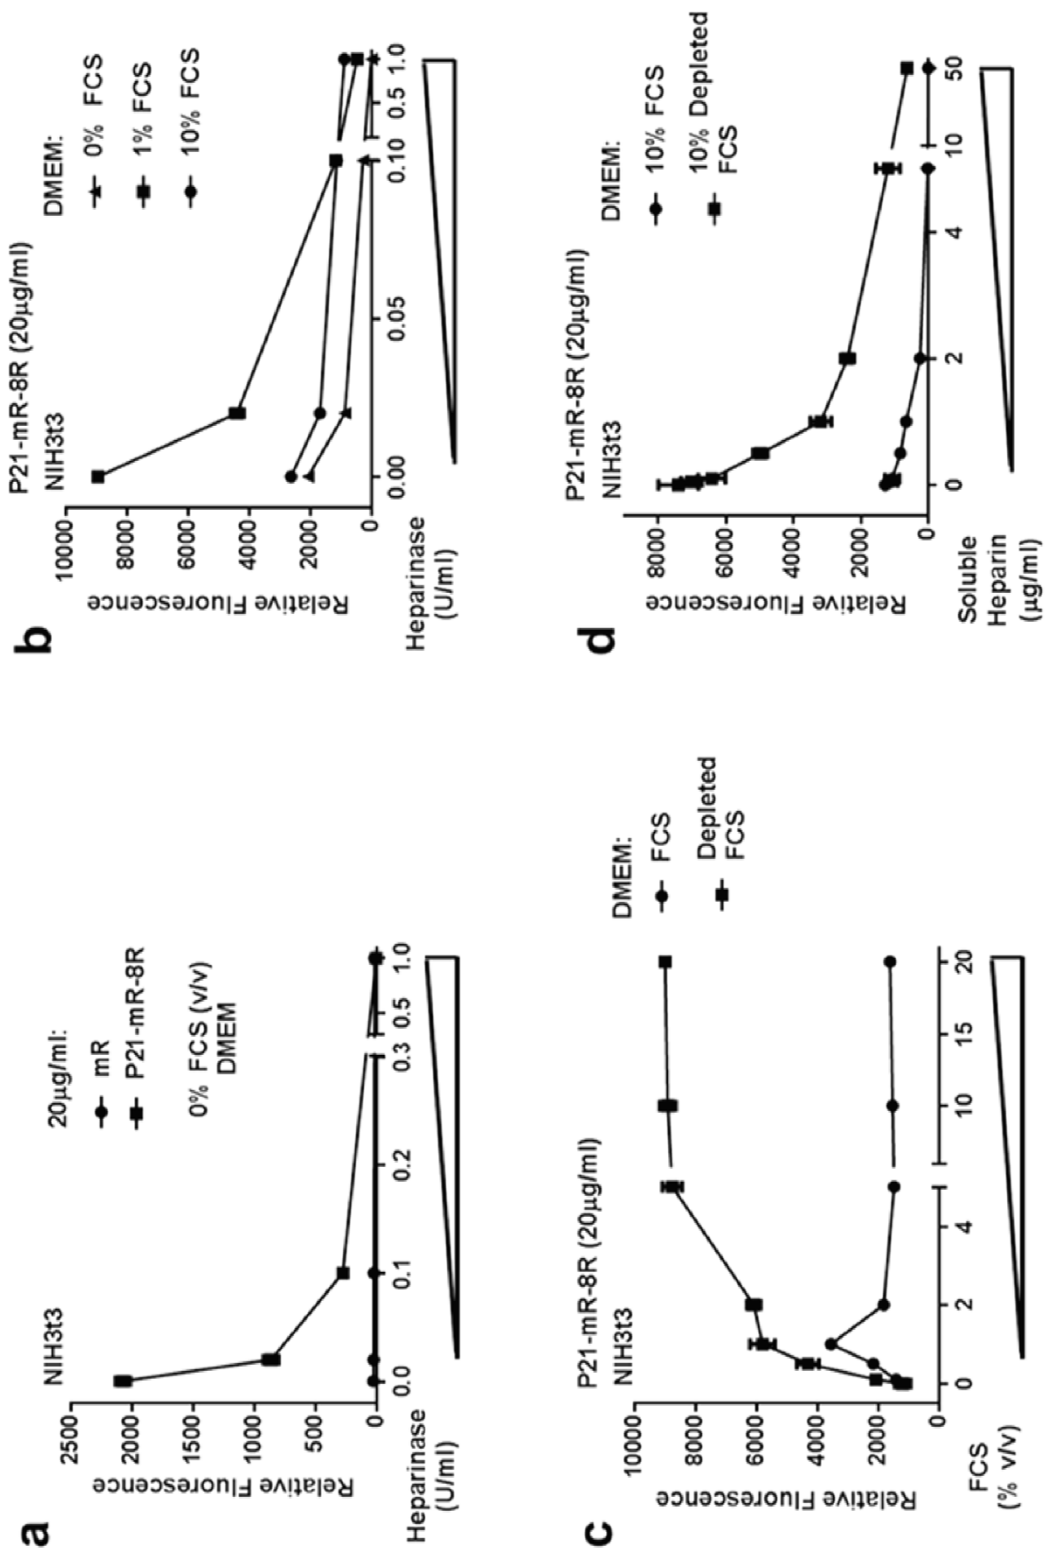 a
NIH3t3
20µg/ml:
mR
P21-mR-8R
0% FCS (v/v)
DMEM
Relative Fluorescence
2500
2000
1500
1000
500
0
0.0
0.1
0.2
0.3
0.5
1.0
Heparinase
(U/ml)
b
P21-mR-8R (20µg/ml)
NIH3t3
DMEM:
0% FCS
1% FCS
10% FCS
Relative Fluorescence
10000
8000
6000
4000
2000
0
0.00
0.05
0.10
0.5
1.0
Heparinase
(U/ml)
c
P21-mR-8R (20µg/ml)
NIH3t3
DMEM:
FCS
Depleted
FCS
Relative Fluorescence
10000
8000
6000
4000
2000
0
0
2
4
10
15
20
FCS
(% v/v)
d
P21-mR-8R (20µg/ml)
NIH3t3
DMEM:
10% FCS
10% Depleted
FCS
Relative Fluorescence
8000
6000
4000
2000
0
0
2
4
10
50
Soluble
Heparin
(µg/ml)